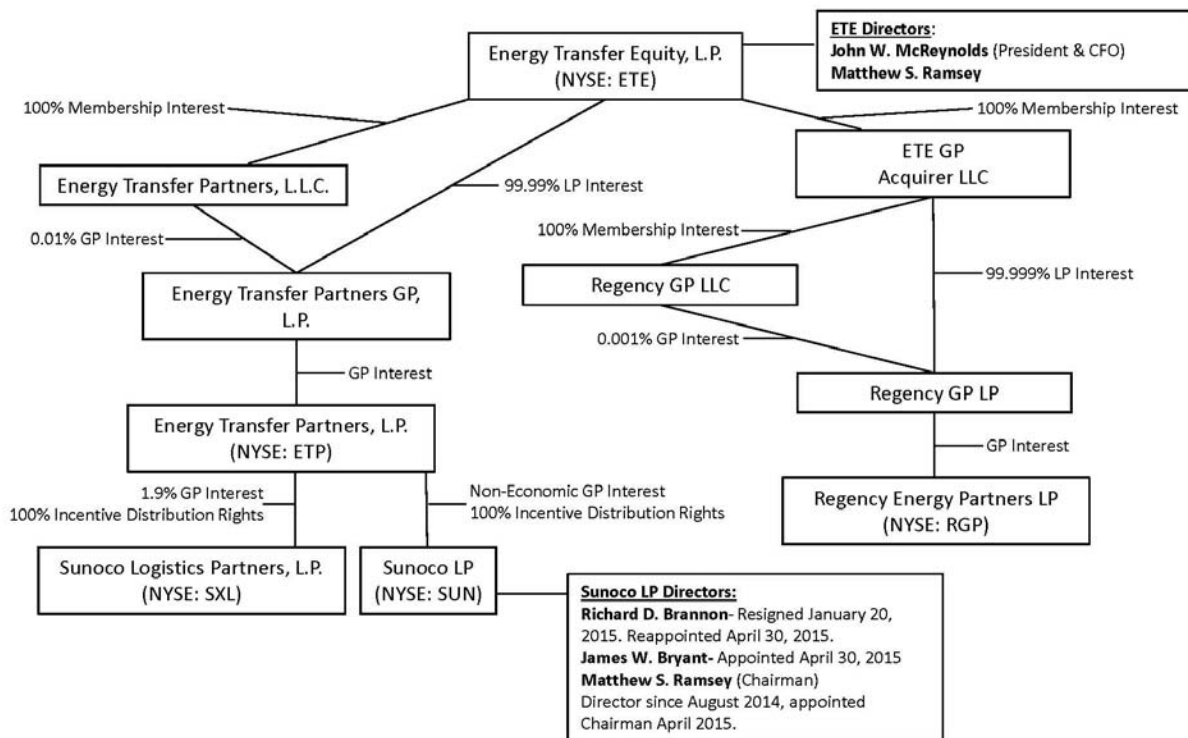 ETE Directors:
John W. McReynolds (President & CFO)
Matthew S. Ramsey
Energy Transfer Equity, L.P.
(NYSE: ETE)
100% Membership Interest
100% Membership Interest
ETE GP
Acquirer LLC
Energy Transfer Partners, L.L.C.
99.99% LP Interest
0.01% GP Interest
100% Membership Interest
Regency GP LLC
99.999% LP Interest
Energy Transfer Partners GP,
L.P.
0.001% GP Interest
GP Interest
Regency GP LP
Energy Transfer Partners, L.P.
(NYSE: ETP)
GP Interest
1.9% GP Interest
100% Incentive Distribution Rights
Non-Economic GP Interest
100% Incentive Distribution Rights
Regency Energy Partners LP
(NYSE: RGP)
Sunoco Logistics Partners, L.P.
(NYSE: SXL)
Sunoco LP
(NYSE: SUN)
Sunoco LP Directors:
Richard D. Brannon- Resigned January 20,
2015. Reappointed April 30, 2015.
James W. Bryant- Appointed April 30, 2015
Matthew S. Ramsey (Chairman)
Director since August 2014, appointed
Chairman April 2015.